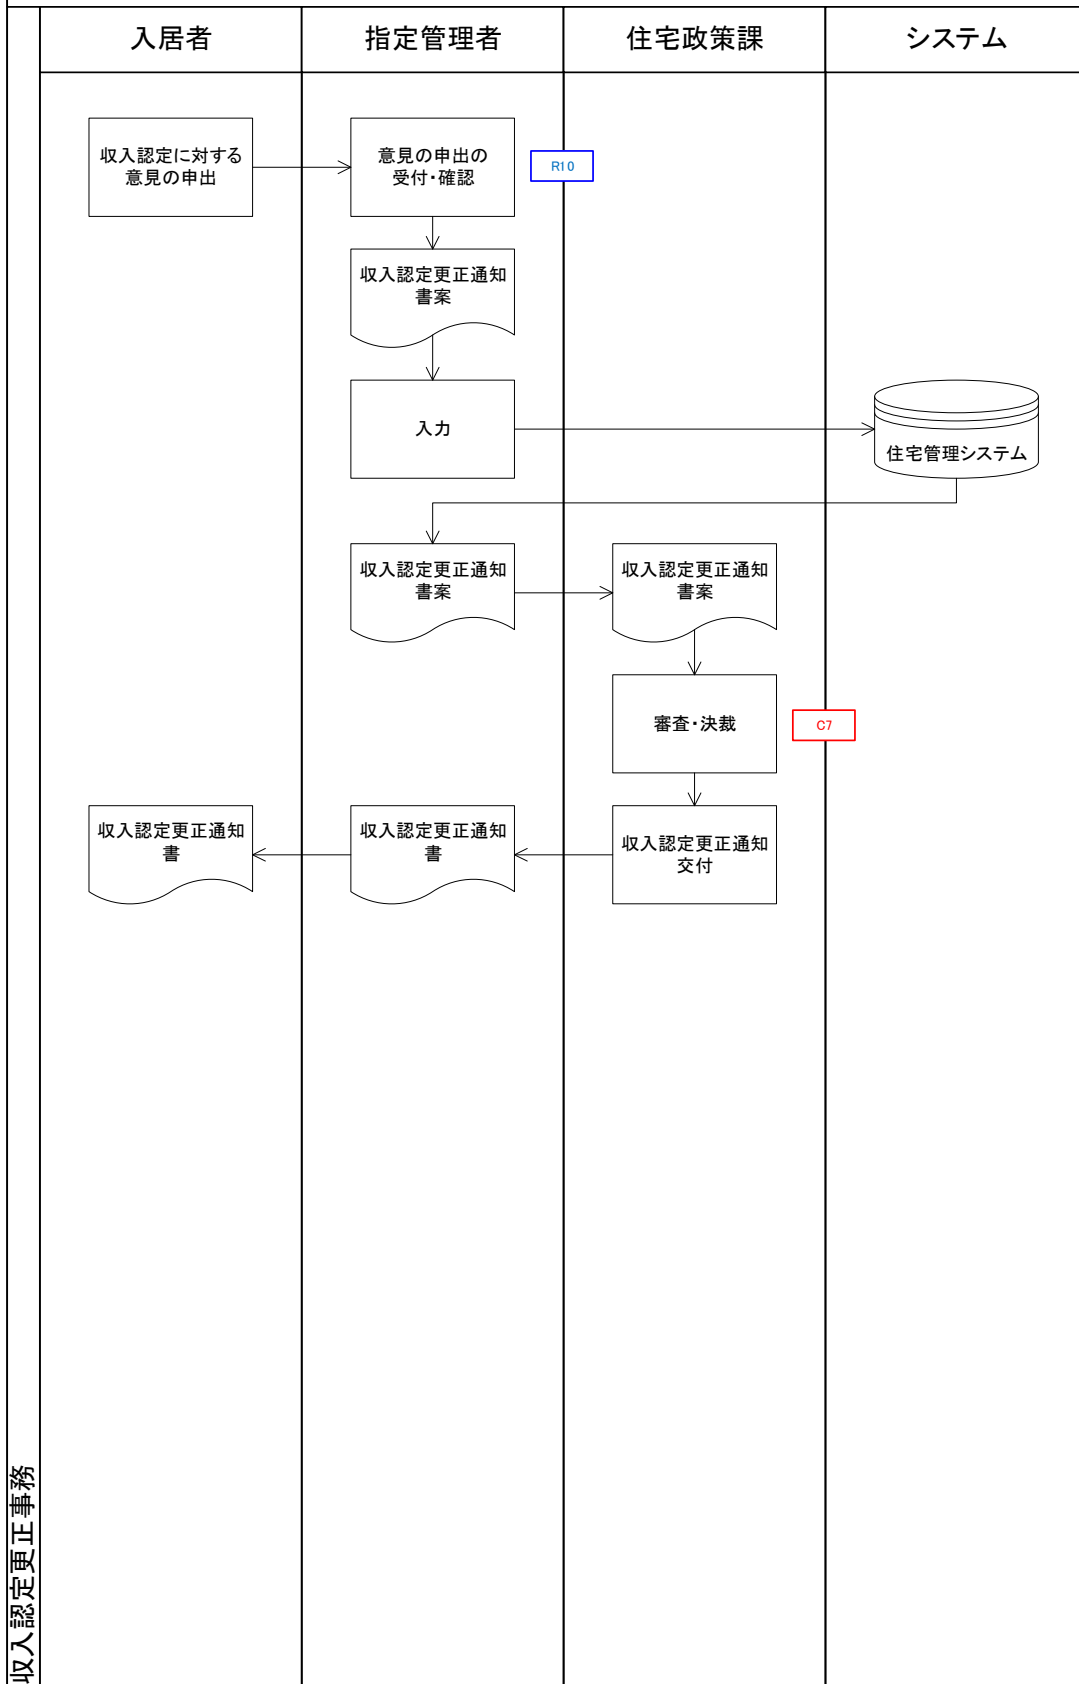 入居者
指定管理者
住宅政策課
システム
収入認定に対する
意見の申出
意見の申出の
受付・確認
R10
収入認定更正通知
書案
入力
住宅管理システム
収入認定更正通知
書案
収入認定更正通知
書案
審査・決裁
C7
収入認定更正通知
書
収入認定更正通知
書
収入認定更正通知
交付
収入認定更正事務